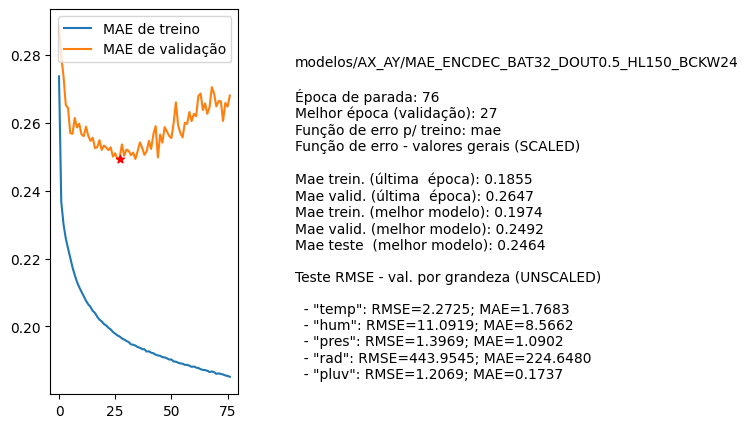 MAE de treino
MAE de validação
0.28
0.26
0.24
0.22
0.20
0
25
50
75
modelos/AX_AY/MAE_ENCDEC_BAT32_DOUT0.5_HL150_BCKW24
Época de parada: 76
Melhor época (validação): 27
Função de erro p/ treino: mae
Função de erro - valores gerais (SCALED)
Mae trein. (última  época): 0.1855
Mae valid. (última  época): 0.2647
Mae trein. (melhor modelo): 0.1974
Mae valid. (melhor modelo): 0.2492
Mae teste  (melhor modelo): 0.2464
Teste RMSE - val. por grandeza (UNSCALED)
- "temp": RMSE=2.2725; MAE=1.7683
- "hum": RMSE=11.0919; MAE=8.5662
- "pres": RMSE=1.3969; MAE=1.0902
- "rad": RMSE=443.9545; MAE=224.6480
- "pluv": RMSE=1.2069; MAE=0.1737